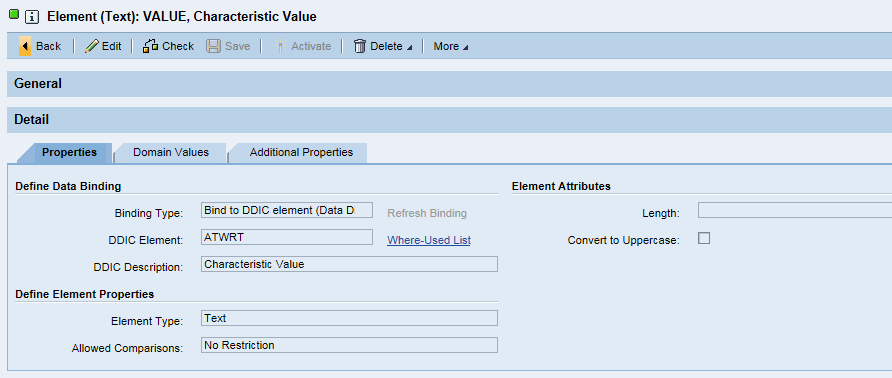 Element (Text): VALUE, Characteristic Value
Back Edit Check Save Activate Delete More
General
Detail
Properties Domain Values Additional Properties
Define Data Binding Element Attributes
Binding Type: Bind to DDIC element (Data D Refresh Binding Length:
DDIC Element: ATWRT Where-Used List Convert to Uppercase:
DDIC Description: Characteristic Value
Define Element Properties
Element Type: Text
Allowed Comparisons: No Restriction